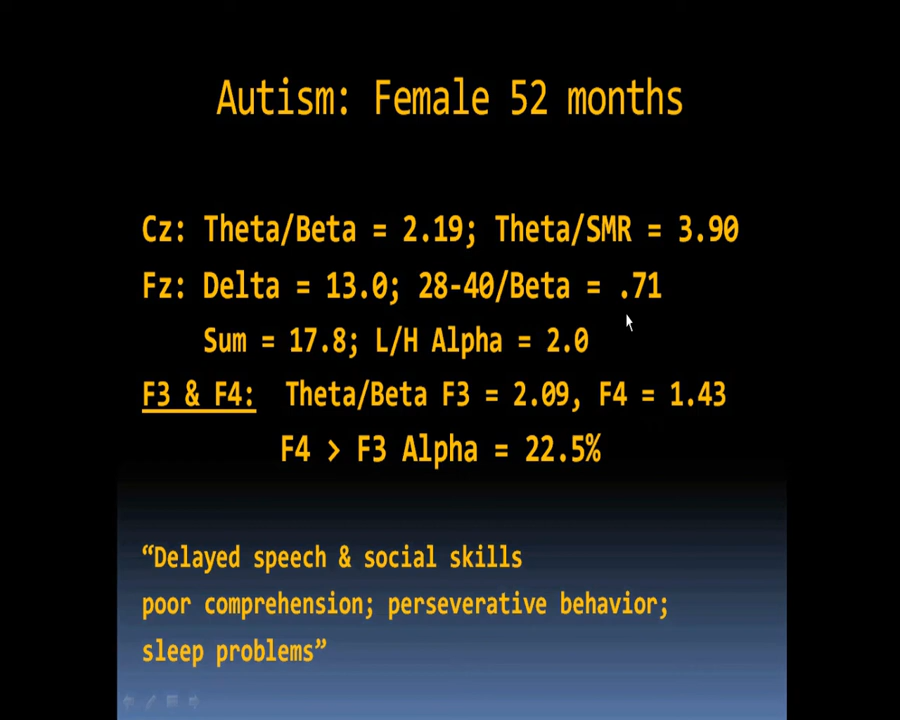 Autism: Female 52 months
Cz: Theta/Beta = 2.19; Theta/SMR = 3.90
Fz: Delta = 13.0; 28-40/Beta = .71
Sum = 17.8; L/H Alpha = 2.0
F3 & F4: Theta/Beta F3 = 2.09, F4 = 1.43
F4 > F3 Alpha = 22.5%
“Delayed speech & social skills
poor comprehension; perseverative behavior;
sleep problems”